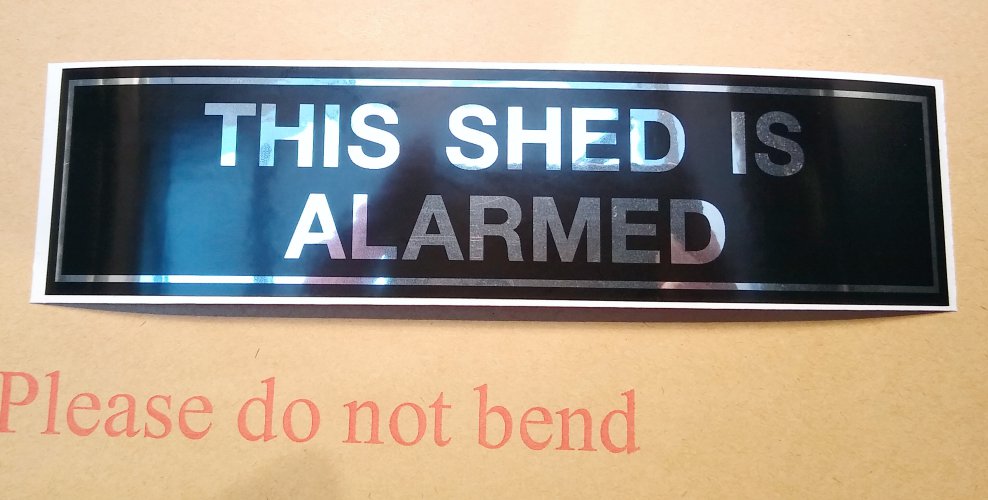 THIS SHED IS
ALARMED
Please do not bend